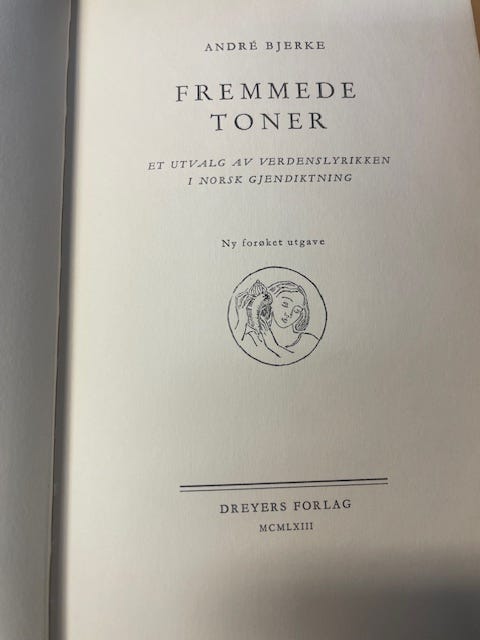 ANDRÉ BJERKE
FREMMEDE
TONER
ET UTVALG AV VERDENSLYRIKKEN
I NORSK GJENDIKTNING
Ny forøket utgave
DREYERS FORLAG
MCMLXIII